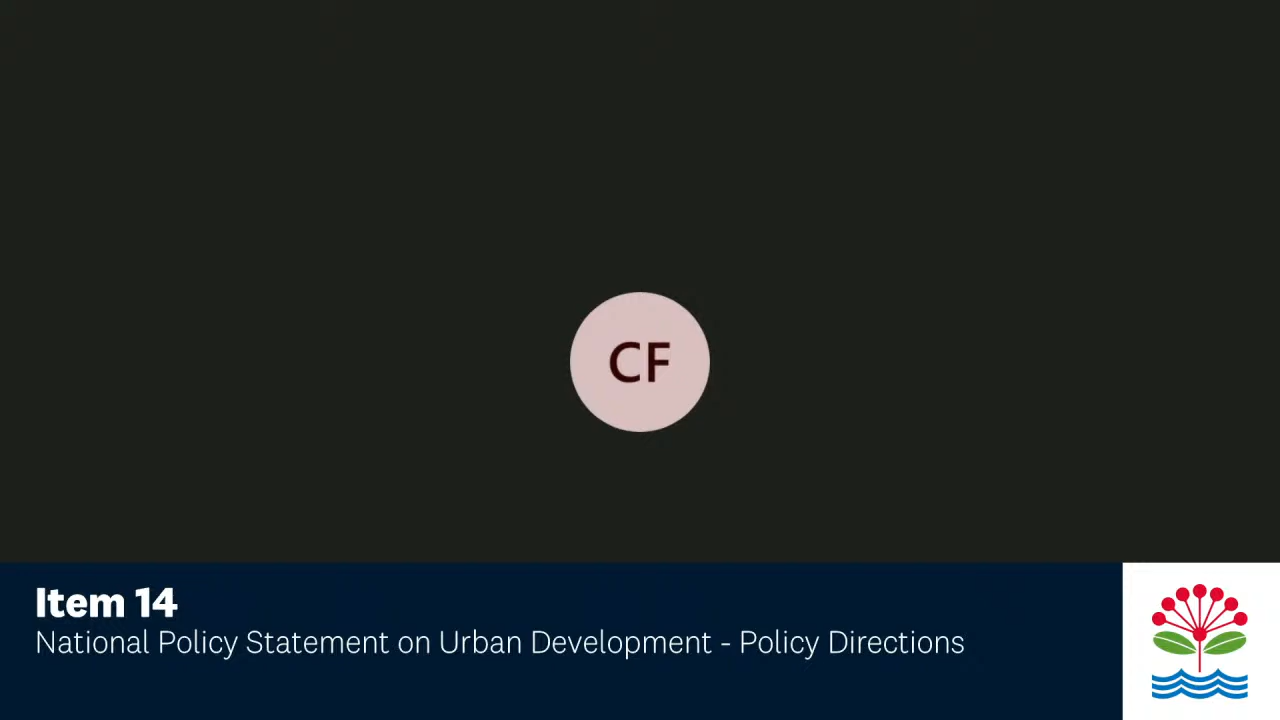 CF
Item 14
National Policy Statement on Urban Development - Policy Directions